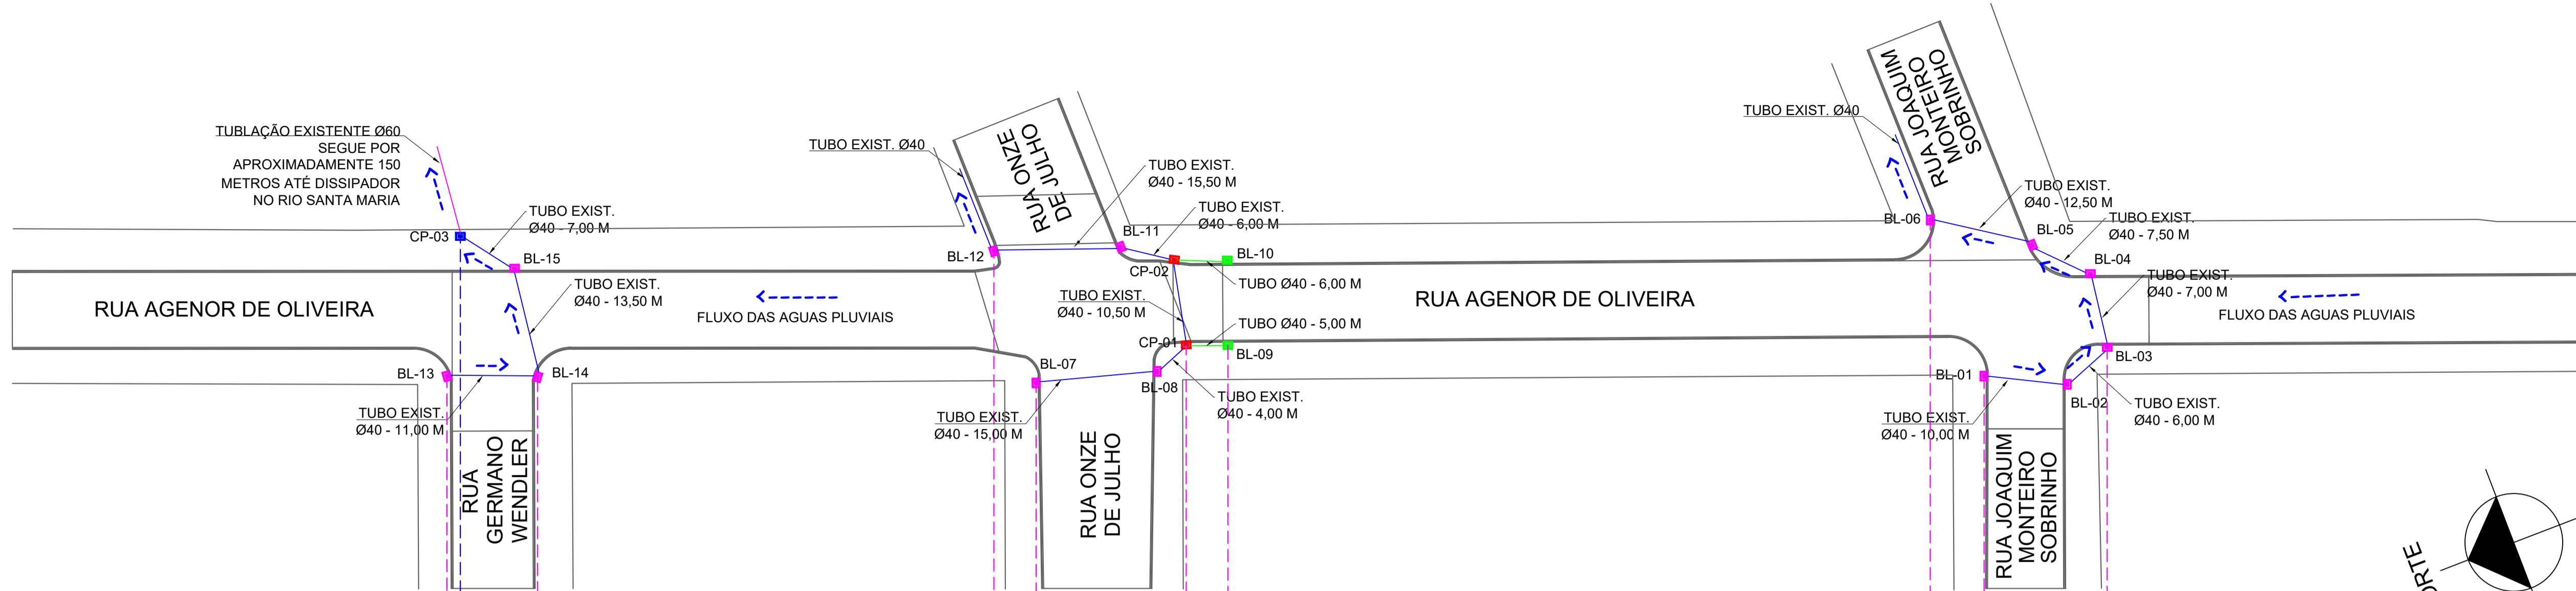 TUBLAÇÃO EXISTENTE Ø60
SEGUE POR
APROXIMADAMENTE 150
METROS ATÉ DISSIPADOR
NO RIO SANTA MARIA
CP-03
TUBO EXIST.
Ø40 - 7,00 M
BL-15
TUBO EXIST.
Ø40 - 13,50 M
RUA AGENOR DE OLIVEIRA
FLUXO DAS AGUAS PLUVIAIS
BL-13
BL-14
TUBO EXIST.
Ø40 - 11,00 M
RUA
GERMANO
WENDLER
TUBO EXIST. Ø40
RUA ONZE
DE JULHO
TUBO EXIST.
Ø40 - 15,50 M
TUBO EXIST.
Ø40 - 6,00 M
BL-11
BL-12
BL-10
CP-02
TUBO Ø40 - 6,00 M
TUBO EXIST.
Ø40 - 10,50 M
TUBO Ø40 - 5,00 M
CP-01
BL-09
BL-07
BL-08
TUBO EXIST.
Ø40 - 4,00 M
TUBO EXIST.
Ø40 - 15,00 M
RUA ONZE
DE JULHO
RUA AGENOR DE OLIVEIRA
TUBO EXIST. Ø40
RUA JOAQUIM
MONTEIRO
SOBRINHO
TUBO EXIST.
Ø40 - 12,50 M
BL-06
BL-05
TUBO EXIST.
Ø40 - 7,50 M
BL-04
TUBO EXIST.
Ø40 - 7,00 M
FLUXO DAS AGUAS PLUVIAIS
BL-03
BL-01
BL-02
TUBO EXIST.
Ø40 - 6,00 M
TUBO EXIST.
Ø40 - 10,00 M
RUA JOAQUIM
MONTEIRO
SOBRINHO
ORTE